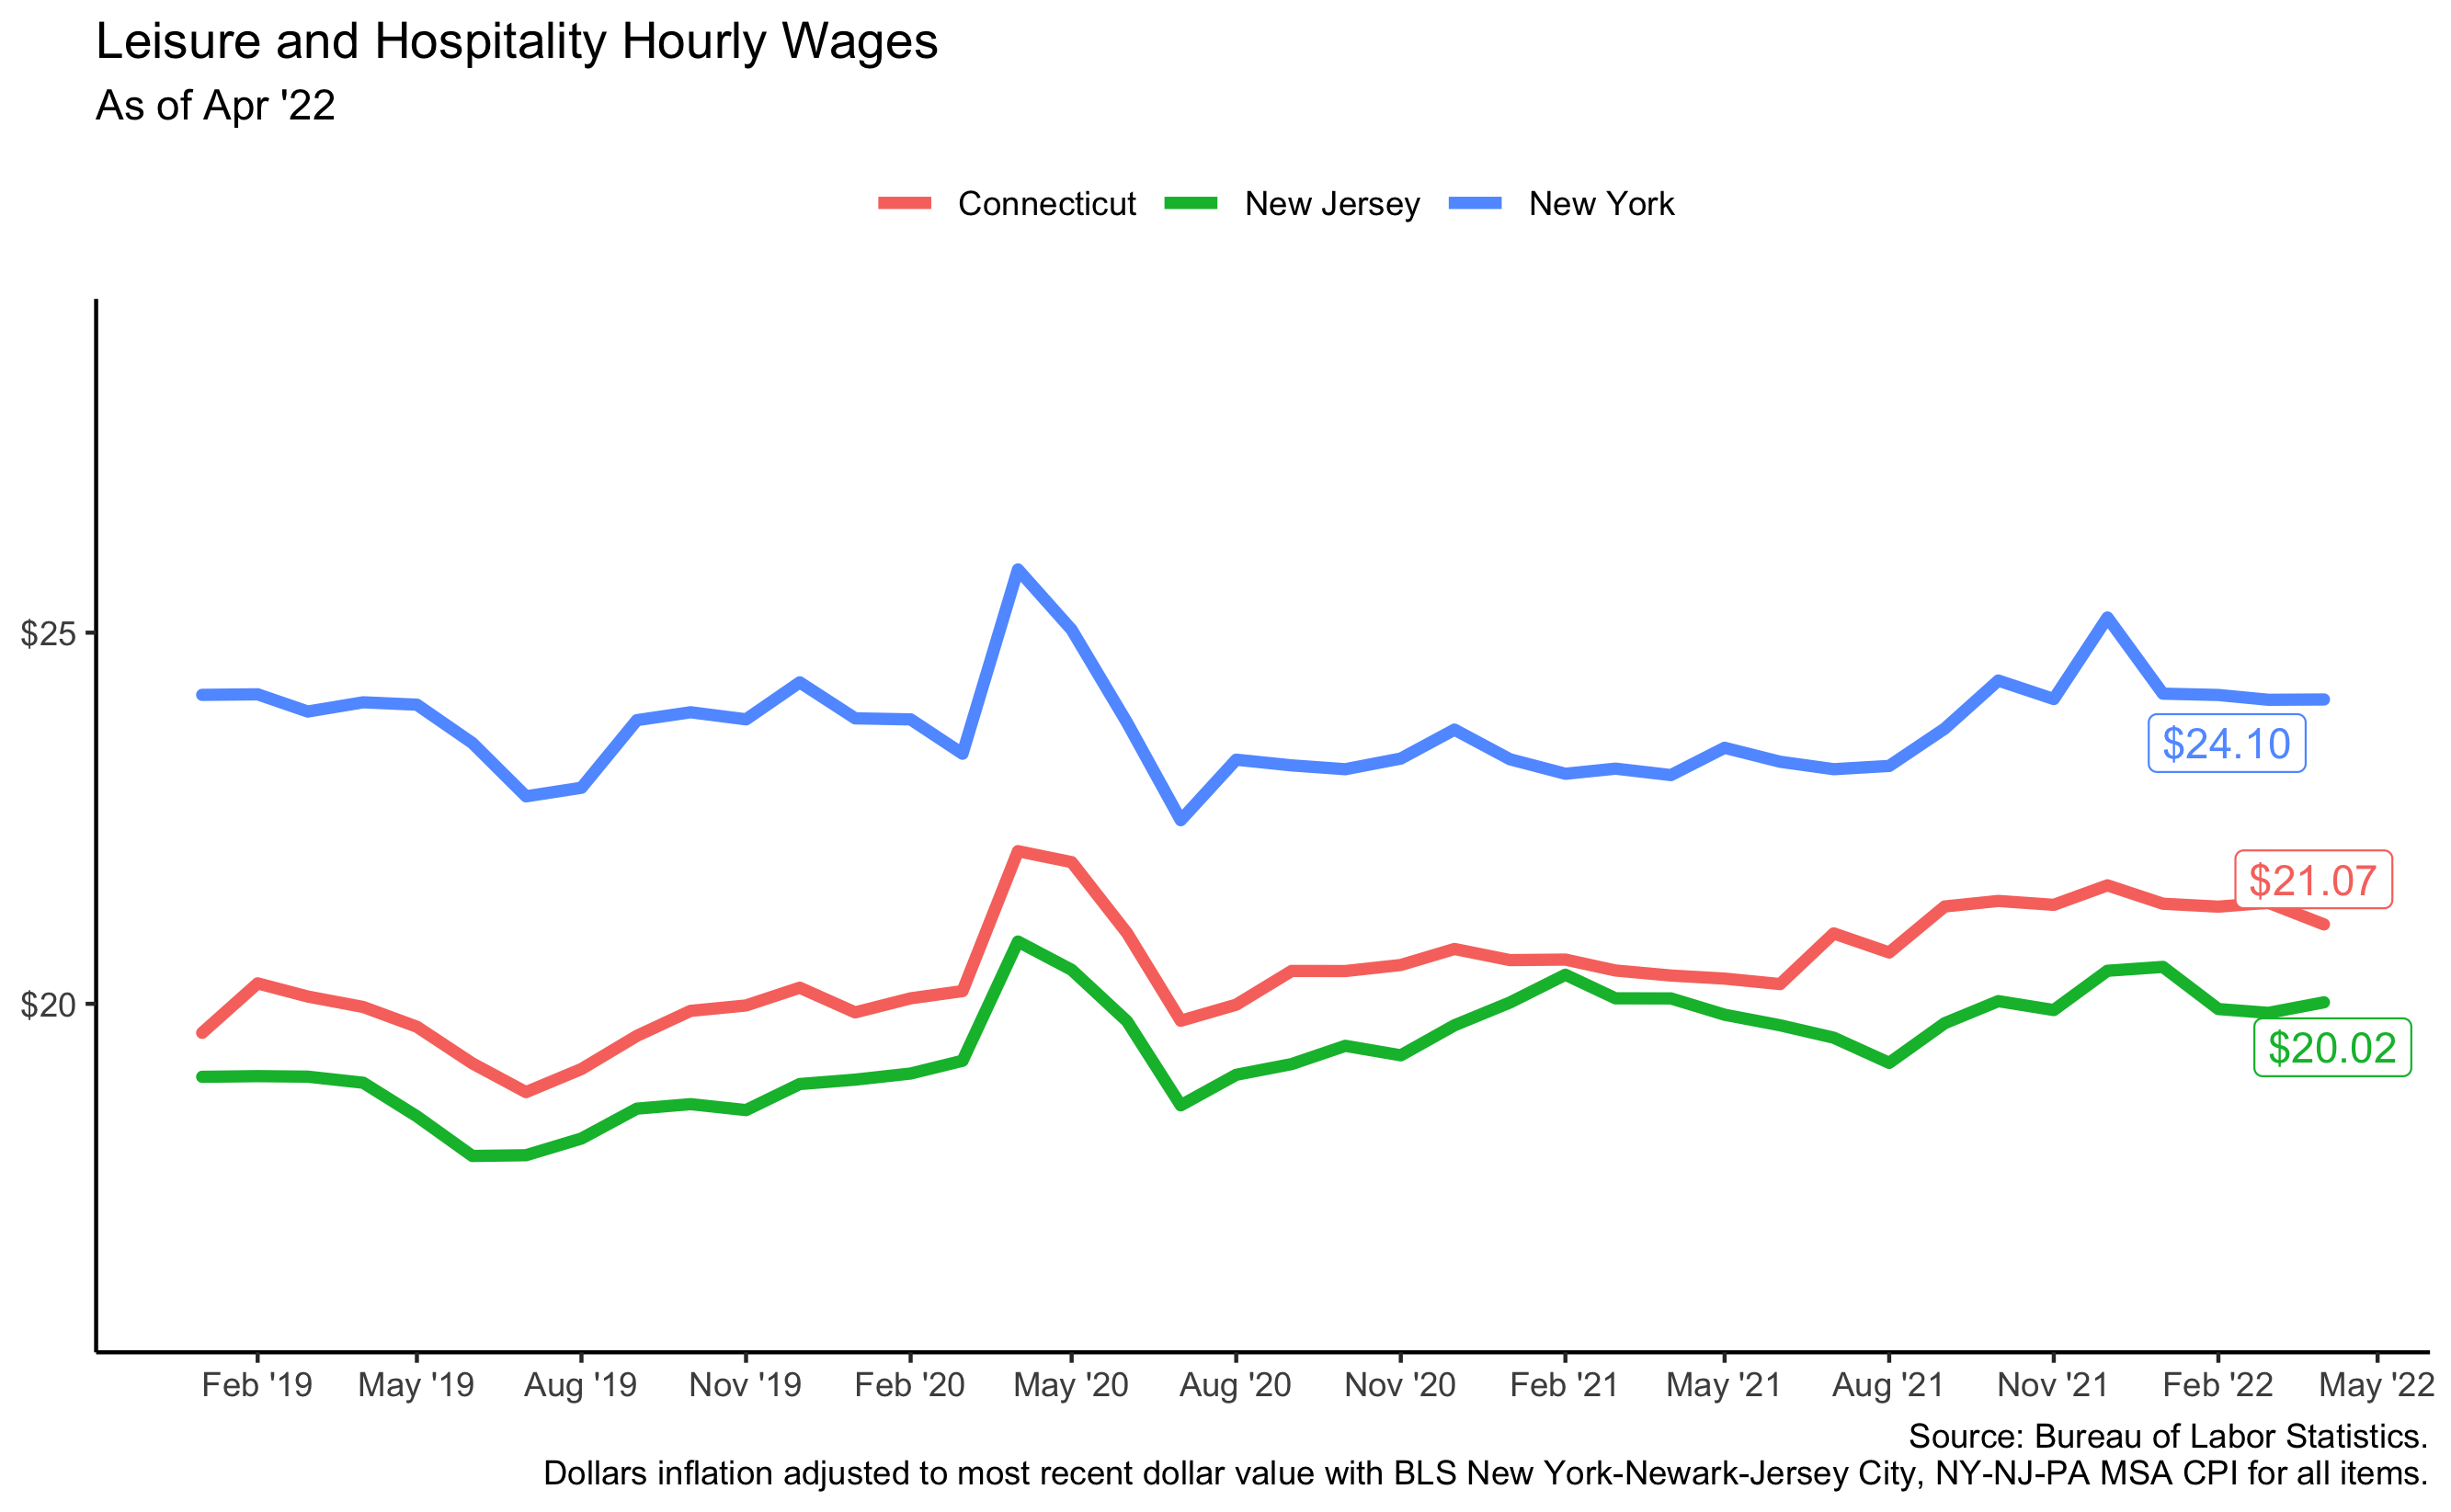 Leisure and Hospitality Hourly Wages
As of Apr '22
Connecticut New Jersey New York
$25
$24.10
$21.07
$20
$20.02
Feb '19 May '19 Aug '19 Nov '19 Feb '20 May '20 Aug '20 Nov '20 Feb '21 May '21 Aug '21 Nov '21 Feb '22 May '22
Source: Bureau of Labor Statistics.
Dollars inflation adjusted to most recent dollar value with BLS New York-Newark-Jersey City, NY-NJ-PA MSA CPI for all items.